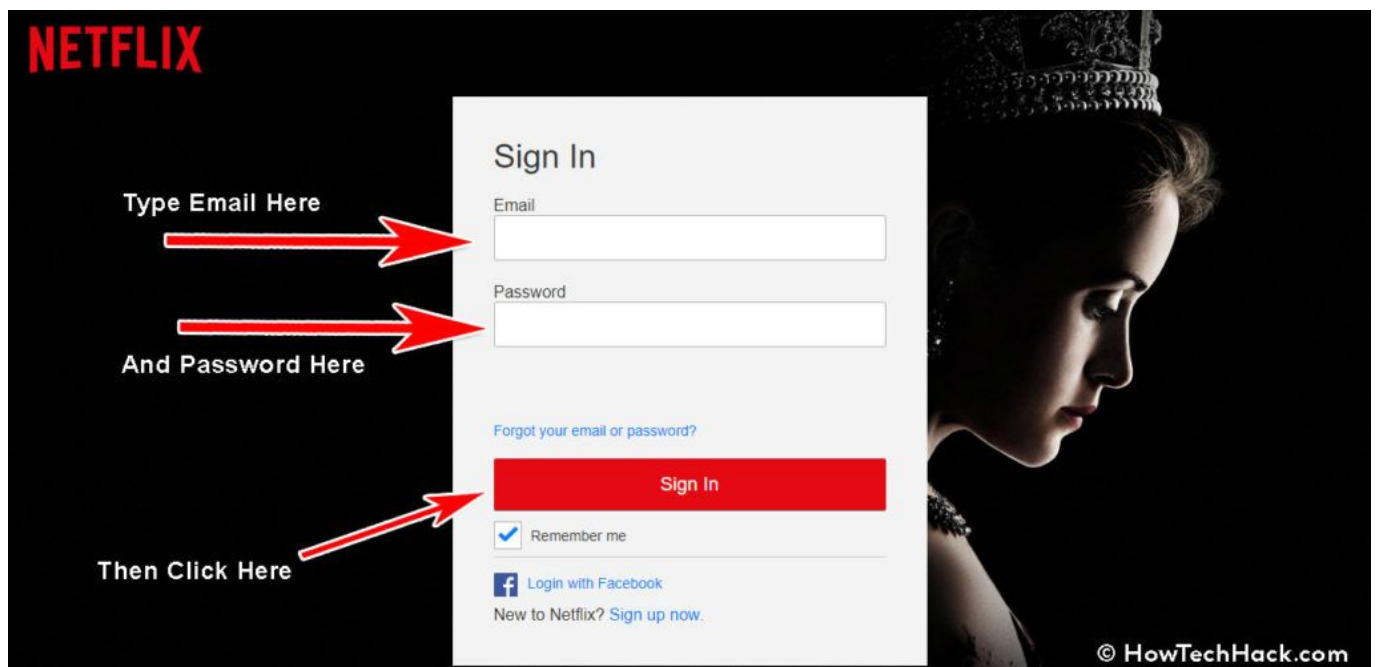 NETFLIX
Sign In
Type Email Here
Email
Password
And Password Here
Forgot your email or password?
Sign In
Remember me
Then Click Here
Login with Facebook
New to Netflix? Sign up now.
© HowTechHack.com